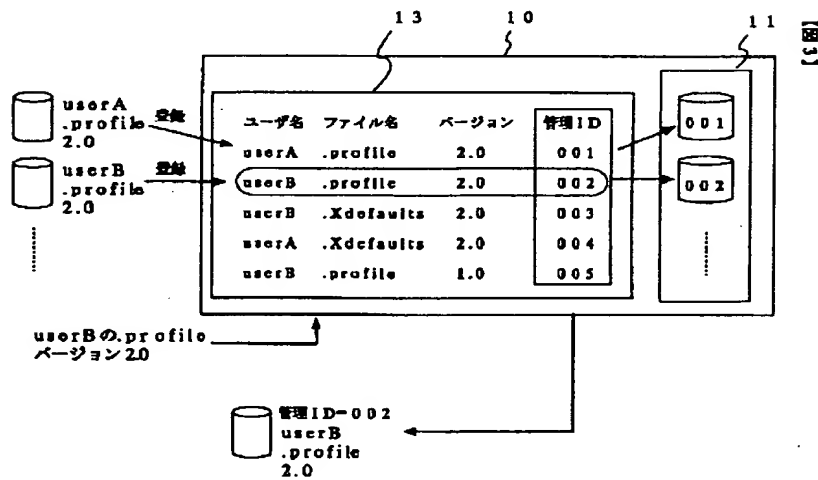 【図3】
13
10
11
userA
.profile
2.0
登録
userB
.profile
2.0
登録
ユーザ名 ファイル名 バージョン 管理ID
userA .profile 2.0 001
userB .profile 2.0 002
userB .Xdefaults 2.0 003
userA .Xdefaults 2.0 004
userB .profile 1.0 005
001
002
userBの.profile
バージョン2.0
管理ID=002
userB
.profile
2.0